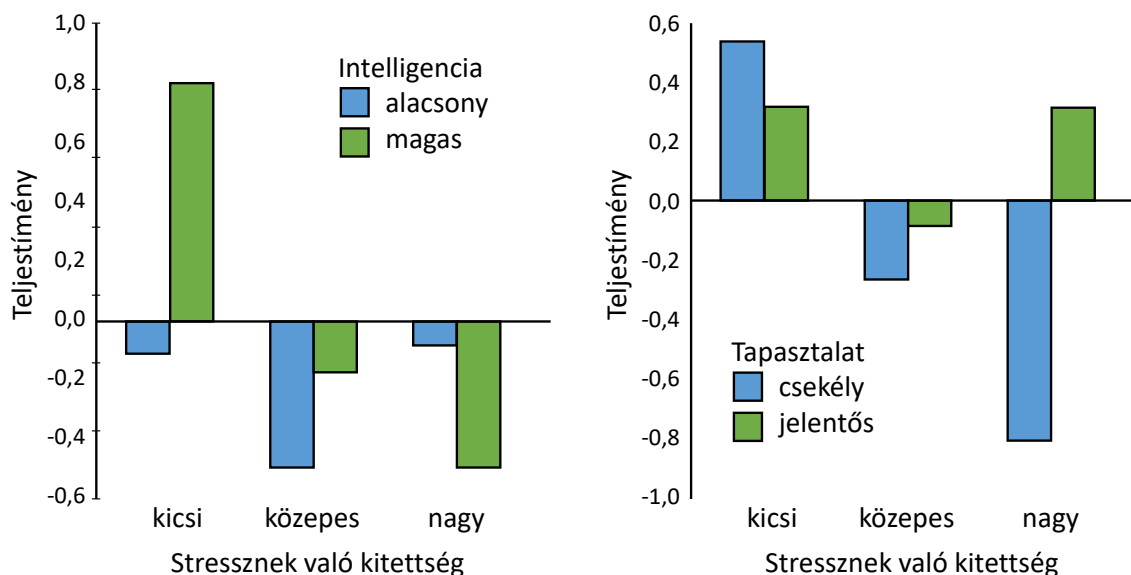 Teljestímény
1,0
0,8
0,6
0,4
0,2
0,0
-0,2
-0,4
-0,6
Intelligencia
alacsony
magas
kicsi közepes nagy
Stressznek való kitettség
Teljestímény
0,6
0,4
0,2
0,0
-0,2
-0,4
-0,6
-0,8
-1,0
Tapasztalat
csekély
jelentős
kicsi közepes nagy
Stressznek való kitettség